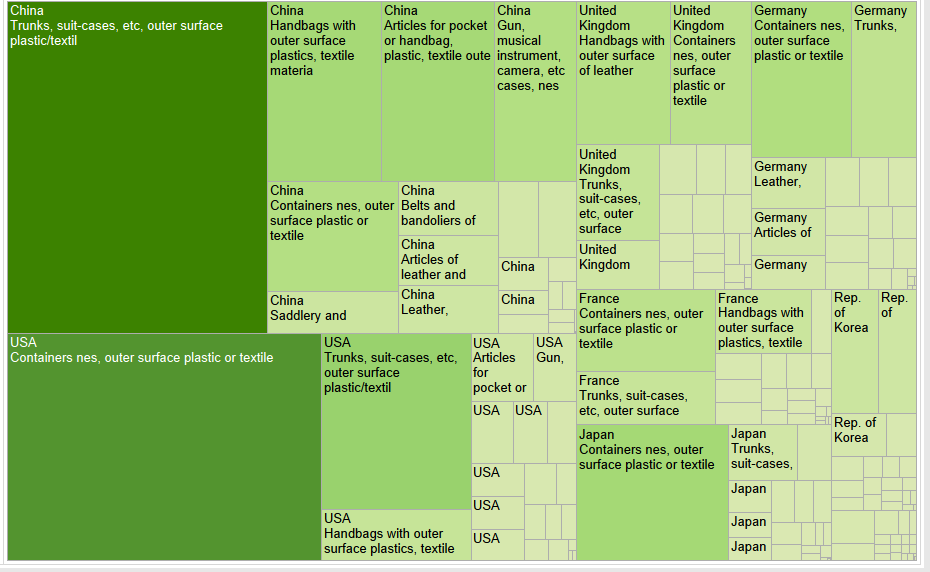 China
Trunks, suit-cases, etc, outer surface
plastic/textil
China
Handbags with
outer surface
plastics, textile
materia
China
Articles for pocket
or handbag,
plastic, textile oute
China
Gun,
musical
instrument,
camera, etc
cases, nes
China
Containers nes, outer
surface plastic or
textile
China
Saddlery and
China
Belts and
bandoliers of
China
Articles of
leather and
China
Leather,
China
China
USA
Containers nes, outer surface plastic or textile
USA
Trunks, suit-cases, etc,
outer surface
plastic/textil
USA
Handbags with outer
surface plastics, textile
USA
Articles
for
pocket or
USA
Gun,
USA
USA
USA
USA
USA
United
Kingdom
Handbags with
outer surface
of leather
United
Kingdom
Containers
nes, outer
surface
plastic or
textile
United
Kingdom
Trunks,
suit-cases,
etc, outer
surface
United
Kingdom
Germany
Containers nes,
outer surface
plastic or textile
Germany
Trunks,
Germany
Leather,
Germany
Articles of
Germany
France
Containers nes, outer
surface plastic or
textile
France
Trunks, suit-cases,
etc, outer surface
France
Handbags with
outer surface
plastics, textile
Japan
Containers nes, outer
surface plastic or textile
Japan
Trunks,
suit-cases,
Japan
Japan
Japan
Rep.
of
Korea
Rep.
of
Rep. of
Korea